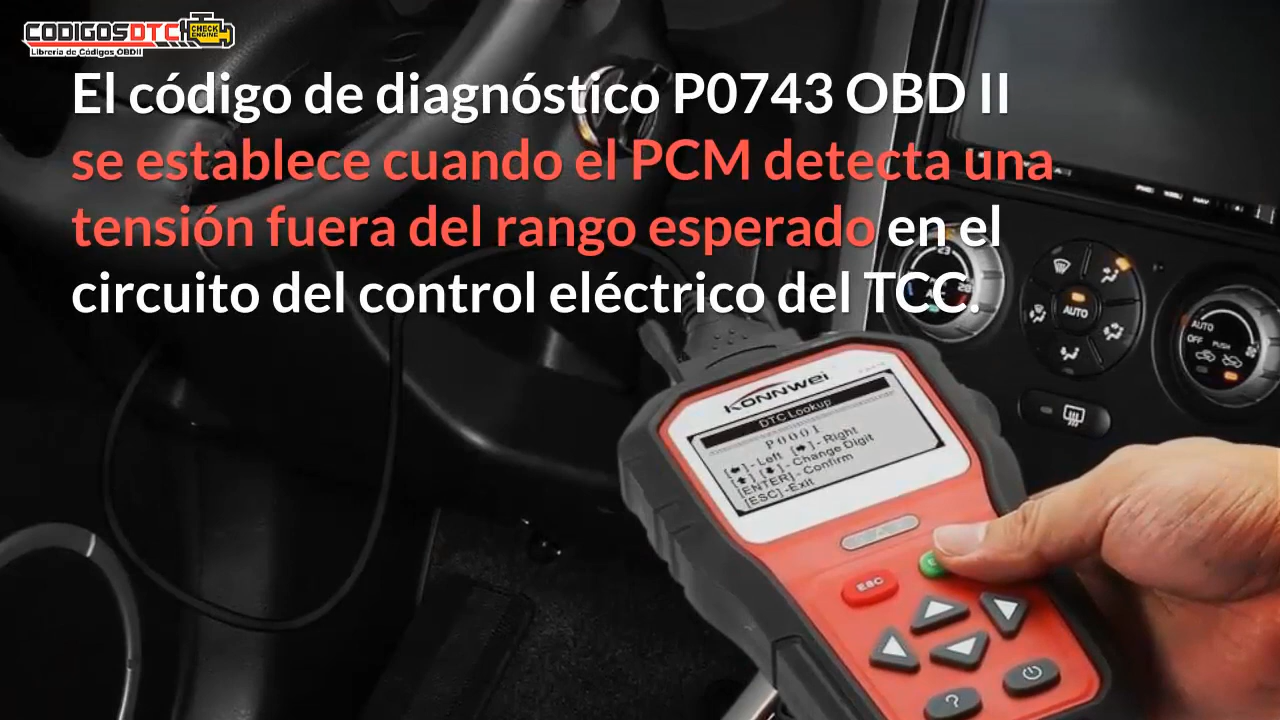 CODIGOSDTC
CHECK
ENGINE
Librería de Códigos OBDII
El código de diagnóstico P0743 OBD II
se establece cuando el PCM detecta una
tensión fuera del rango esperado en el
circuito del control eléctrico del TCC.
AUTO
AUTO
OFF
PUSH
KONNWEI
DTC Lookup
P0001
[←]- Left [→]- Right
[↑] [↓]- Change Digit
[ENTER]- Confirm
[ESC]-Exit
ESC
?